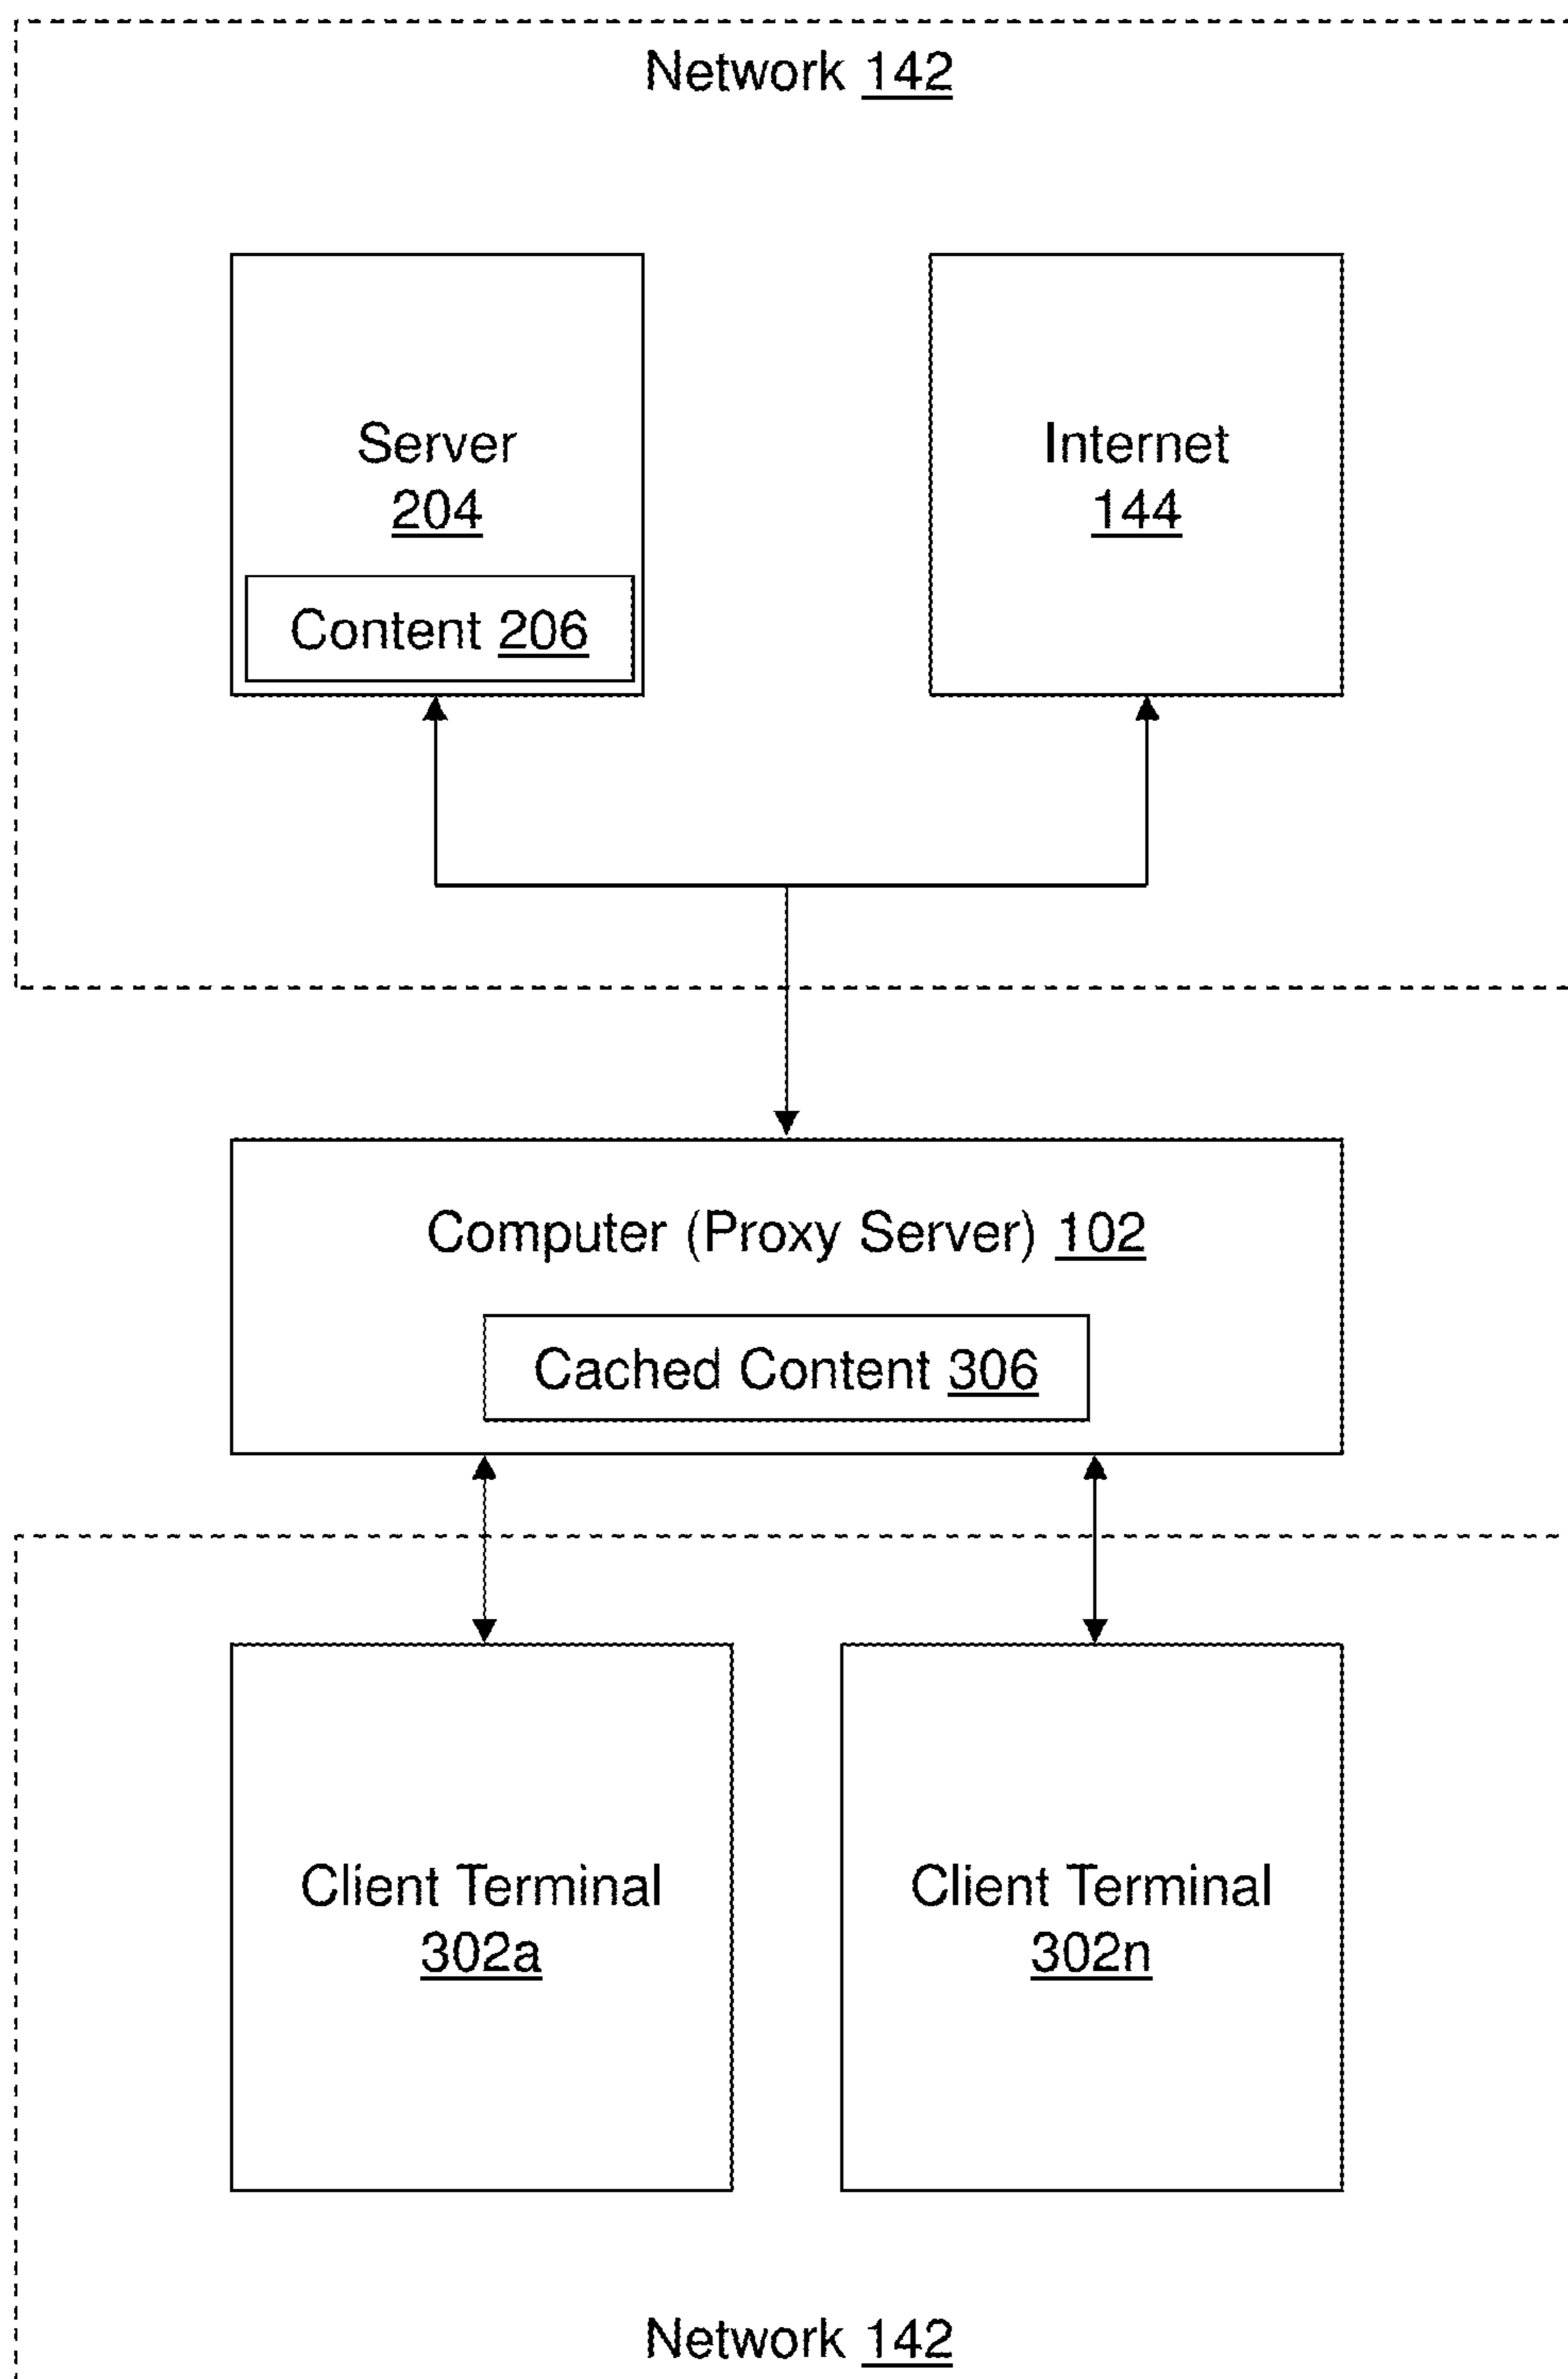 Network 142
Server
204
Content 206
Internet
144
Computer (Proxy Server) 102
Cached Content 306
Client Terminal
302a
Client Terminal
302n
Network 142